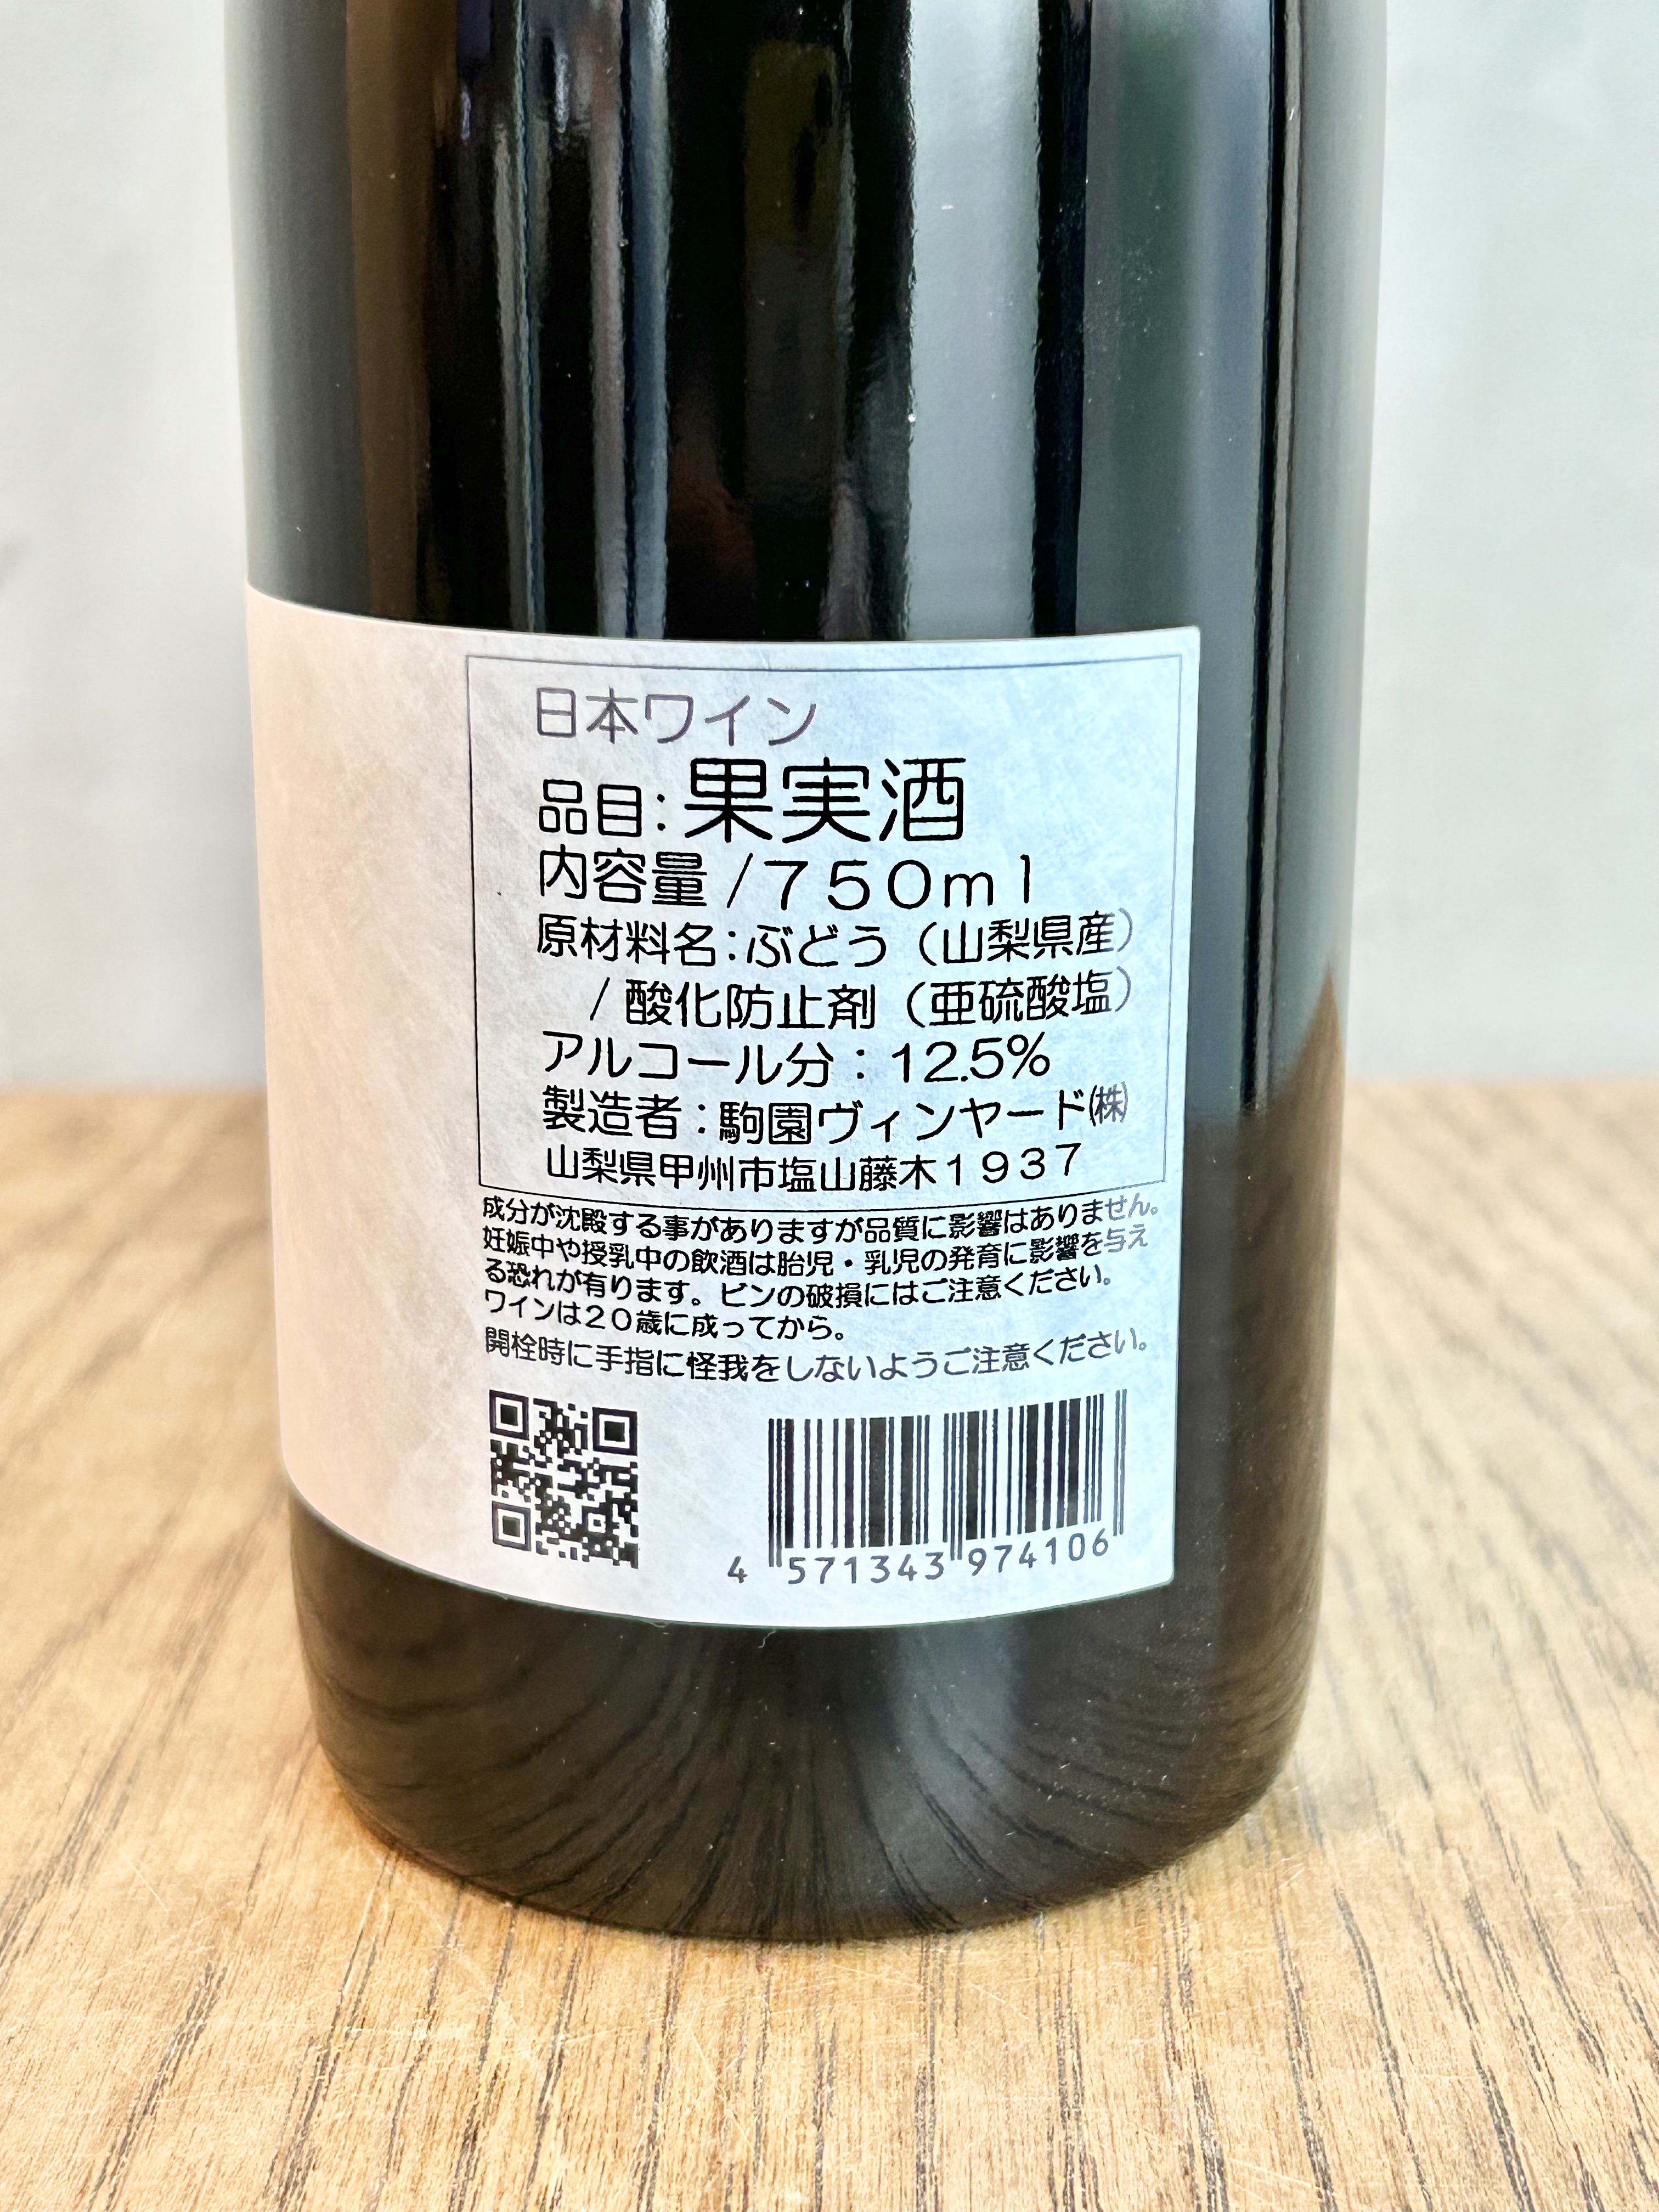 日本ワイン
品目:果実酒
内容量/750ml
原材料名:ぶどう(山梨県産)
/酸化防止剤(亜硫酸塩)
アルコール分:12.5%
製造者:駒園ヴィンヤード㈱
山梨県甲州市塩山藤木1937
成分が沈殿する事がありますが品質に影響はありません。
妊娠中や授乳中の飲酒は胎児・乳児の発育に影響を与え
る恐れが有ります。ビンの破損にはご注意ください。
ワインは20歳に成ってから。
開栓時に手指に怪我をしないようご注意ください。
4 571343 974106